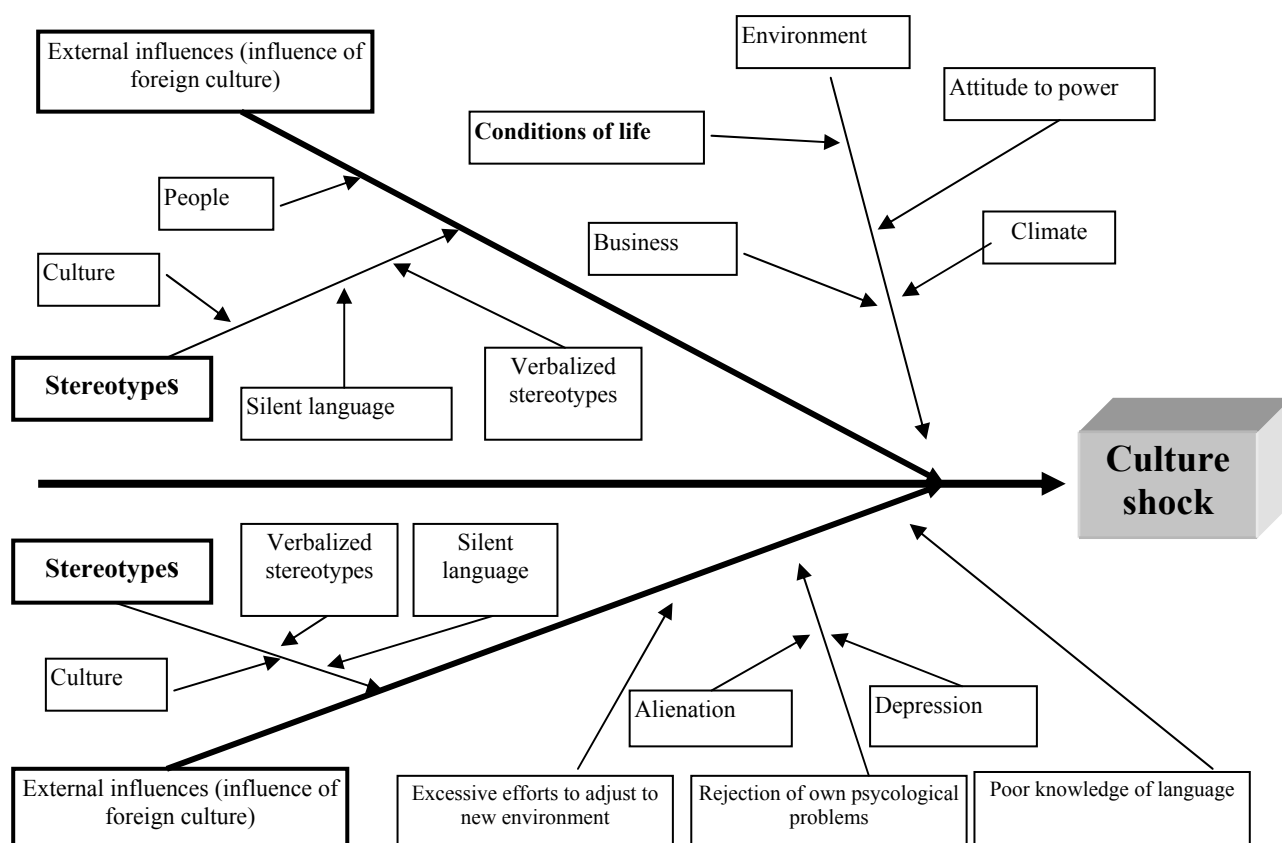 External influences (influence of
foreign culture)
Environment
Attitude to power
Conditions of life
People
Business
Climate
Culture
Stereotypes
Silent language
Verbalized
stereotypes
Culture
shock
Stereotypes
Verbalized
stereotypes
Silent
language
Culture
Alienation
Depression
External influences (influence of
foreign culture)
Excessive efforts to adjust to
new environment
Rejection of own psycological
problems
Poor knowledge of language